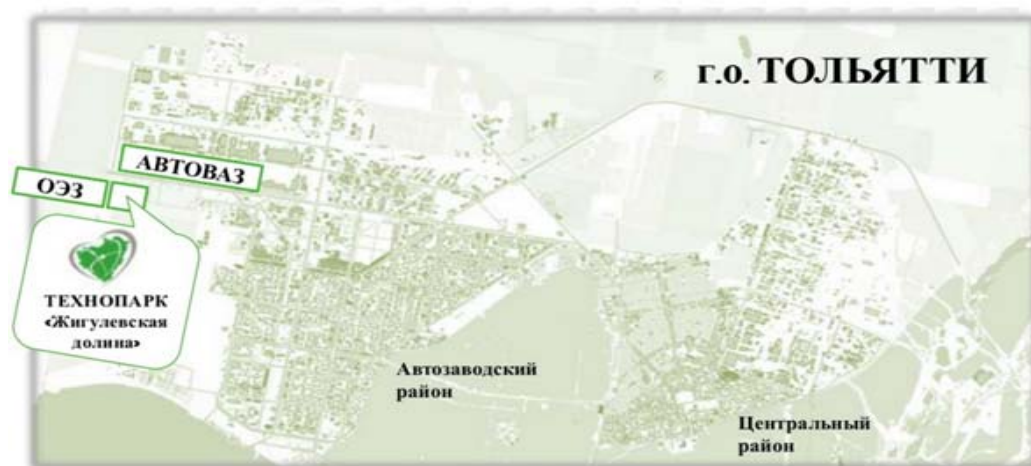 г.о. ТОЛЬЯТТИ
АВТОВАЗ
ОЭЗ
ТЕХНОПАРК
«Жигулевская
долина»
Автозаводский
район
Центральный
район